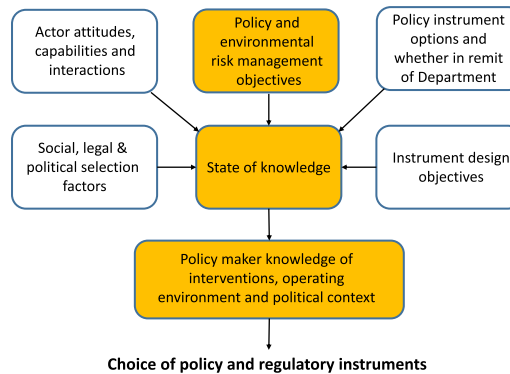 Actor attitudes,
capabilities and
interactions
Policy and
environmental
risk management
objectives
Policy instrument
options and
whether in remit
of Department
Social, legal &
political selection
factors
State of knowledge
Instrument design
objectives
Policy maker knowledge of
interventions, operating
environment and political context
Choice of policy and regulatory instruments